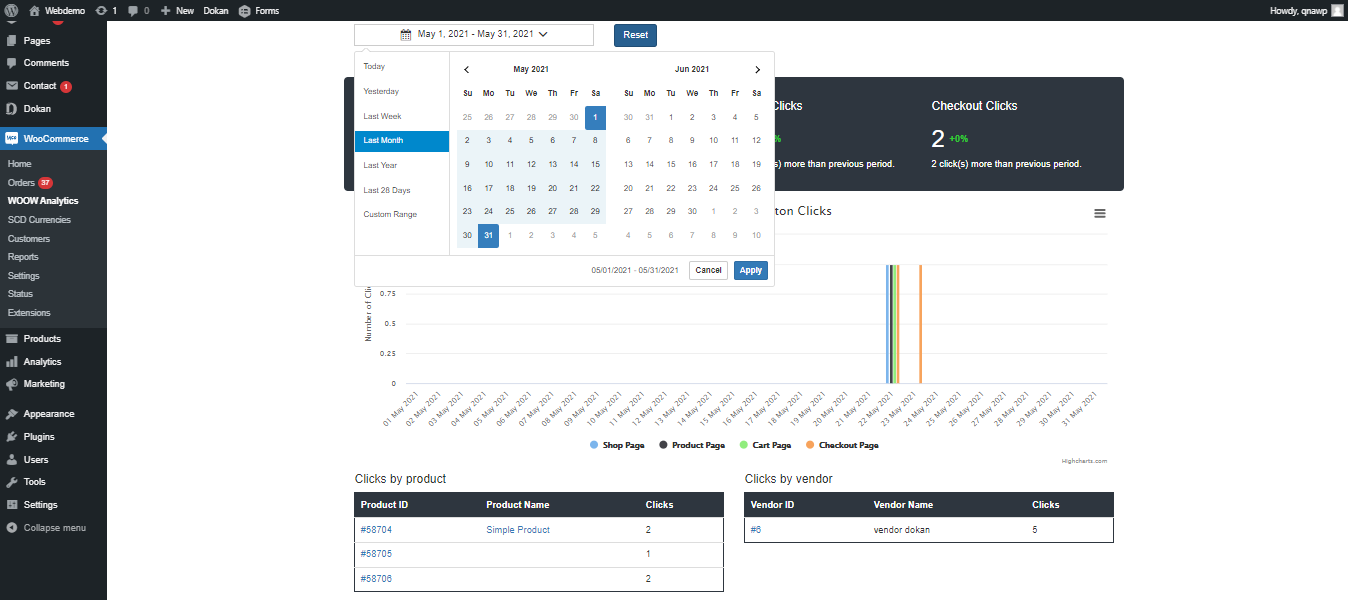 Webdemo 1 0 New Dokan Forms Howdy, qnawp
Pages
Comments
Contact 1
Dokan
WooCommerce
Home
Orders 37
WOOW Analytics
SCD Currencies
Customers
Reports
Settings
Status
Extensions
Products
Analytics
Marketing
Appearance
Plugins
Users
Tools
Settings
Collapse menu
May 1, 2021 - May 31, 2021 Reset
Today
Yesterday
Last Week
Last Month
Last Year
Last 28 Days
Custom Range
May 2021
Su Mo Tu We Th Fr Sa
25 26 27 28 29 30 1
2 3 4 5 6 7 8
9 10 11 12 13 14 15
16 17 18 19 20 21 22
23 24 25 26 27 28 29
30 31 1 2 3 4 5
Jun 2021
Su Mo Tu We Th Fr Sa
30 31 1 2 3 4 5
6 7 8 9 10 11 12
13 14 15 16 17 18 19
20 21 22 23 24 25 26
27 28 29 30 1 2 3
4 5 6 7 8 9 10
05/01/2021 - 05/31/2021 Cancel Apply
Clicks
%
s) more than previous period.
Checkout Clicks
2 +0%
2 click(s) more than previous period.
ton Clicks
Number of Clic
0.75
0.5
0.25
0
01 May 2021
02 May 2021
03 May 2021
04 May 2021
05 May 2021
06 May 2021
07 May 2021
08 May 2021
09 May 2021
10 May 2021
11 May 2021
12 May 2021
13 May 2021
14 May 2021
15 May 2021
16 May 2021
17 May 2021
18 May 2021
19 May 2021
20 May 2021
21 May 2021
22 May 2021
23 May 2021
24 May 2021
25 May 2021
26 May 2021
27 May 2021
28 May 2021
29 May 2021
30 May 2021
31 May 2021
Shop Page Product Page Cart Page Checkout Page
Highcharts.com
Clicks by product
Product ID Product Name Clicks
#58704 Simple Product 2
#58705 1
#58706 2
Clicks by vendor
Vendor ID Vendor Name Clicks
#6 vendor dokan 5